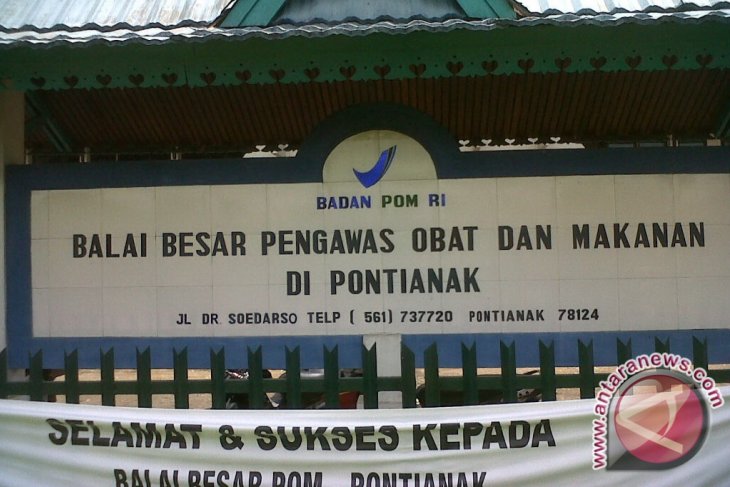 BADAN POM RI
BALAI BESAR PENGAWAS OBAT DAN MAKANAN
DI PONTIANAK
JL DR. SOEDARSO TELP ( 561) 737720 PONTIANAK 78124
SELAMAT & SUKSES KEPADA
BALAI BESAR POM PONTIANAK
www.antaranews.com